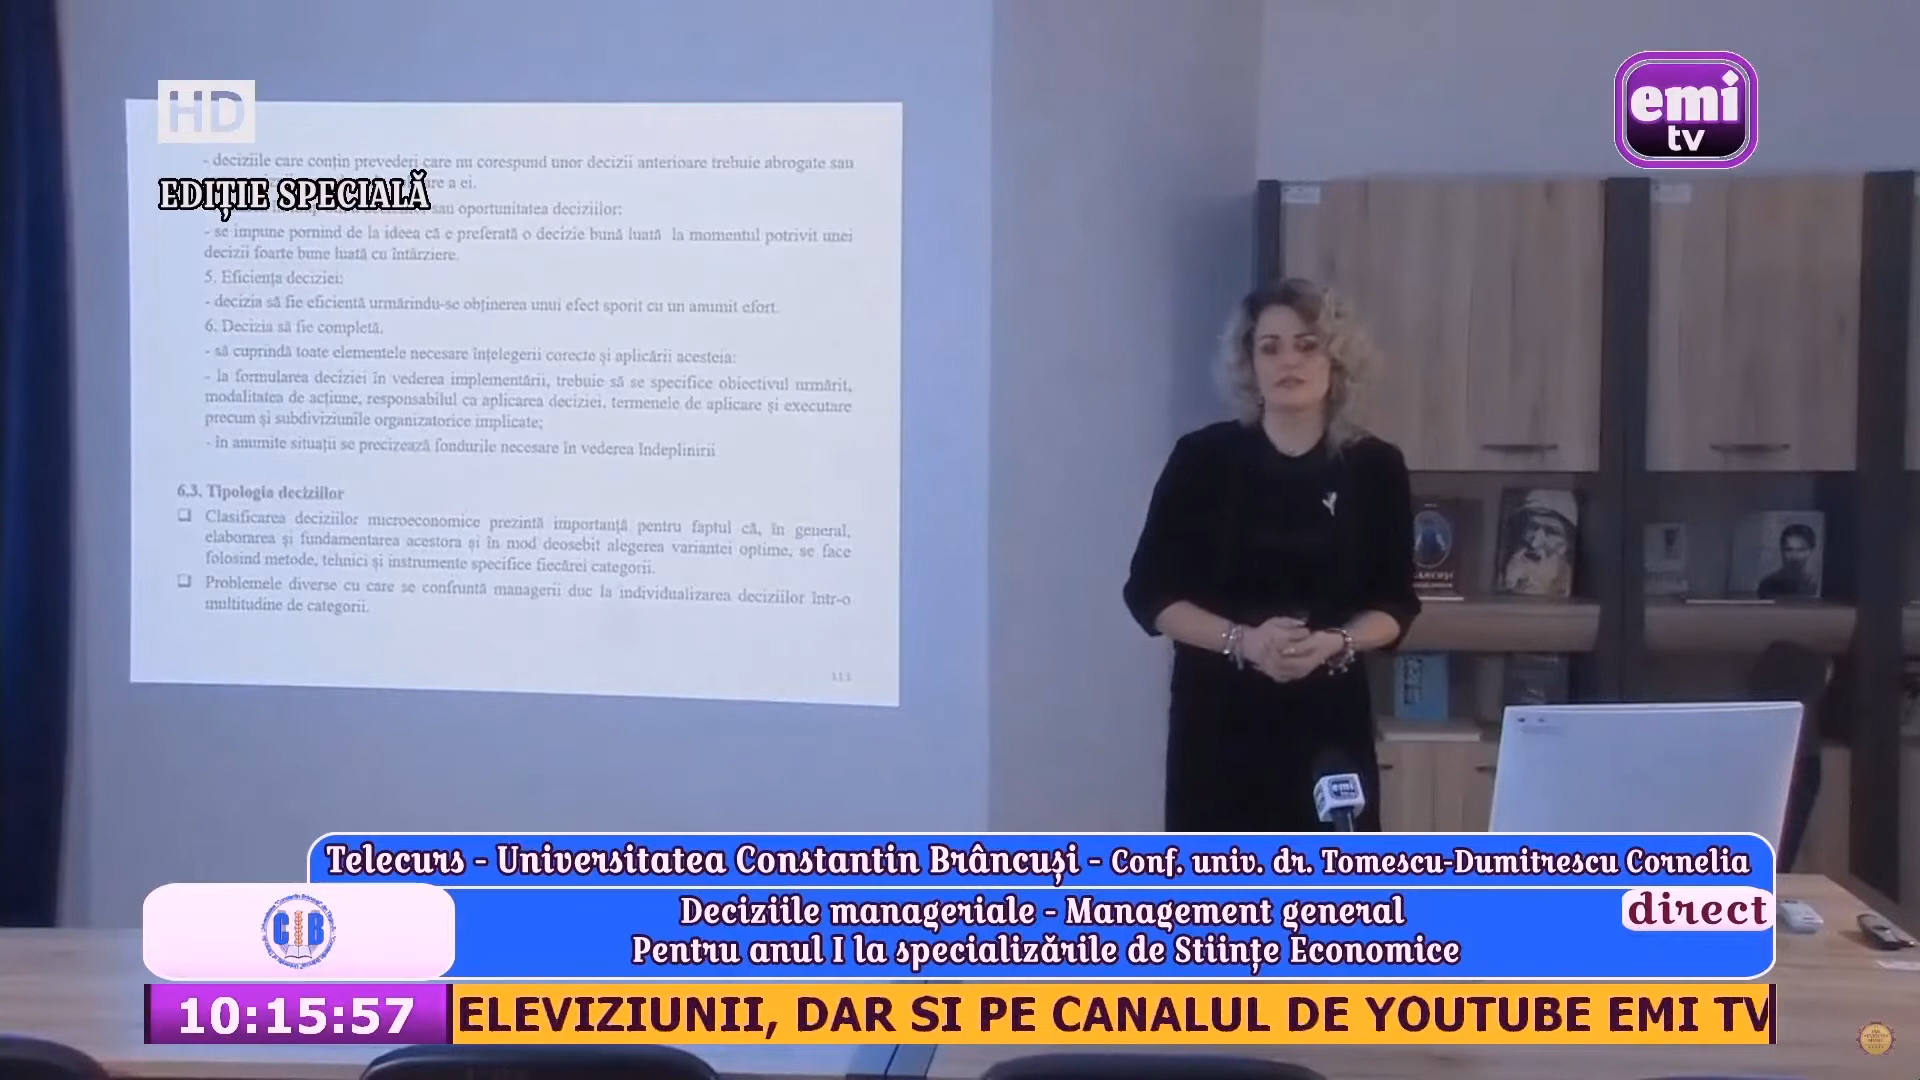 HD
emi
tv
- deciziile care conțin prevederi care nu corespund unor decizii anterioare trebuie abrogate sau
EDIȚIE SPECIALĂ
re a ei.
sau oportunitatea deciziilor:
- se impune pornind de la ideea că e preferată o decizie bună luată la momentul potrivit unei
decizii foarte bune luată cu întârziere.
5. Eficiența deciziei:
- decizia să fie eficientă urmărindu-se obținerea unui efect sporit cu un anumit efort.
6. Decizia să fie completă.
- să cuprindă toate elementele necesare înțelegerii corecte și aplicării acesteia:
- la formularea deciziei în vederea implementării, trebuie să se specifice obiectivul urmărit,
modalitatea de acțiune, responsabilul ca aplicarea deciziei, termenele de aplicare și executare
precum și subdiviziunile organizatorice implicate;
- în anumite situații se precizează fondurile necesare în vederea îndeplinirii
6.3. Tipologia deciziilor
Clasificarea deciziilor microeconomice prezintă importanță pentru faptul că, în general,
elaborarea și fundamentarea acestora și în mod deosebit alegerea variantei optime, se face
folosind metode, tehnici și instrumente specifice fiecărei categorii.
Problemele diverse cu care se confruntă managerii duc la individualizarea deciziilor într-o
multitudine de categorii.
113
emi
Telecurs - Universitatea Constantin Brâncuși - Conf. univ. dr. Tomescu-Dumitrescu Cornelia
Deciziile manageriale - Management general
direct
Pentru anul I la specializările de Stiințe Economice
CIB
10:15:57
ELEVIZIUNII, DAR SI PE CANALUL DE YOUTUBE EMI TV